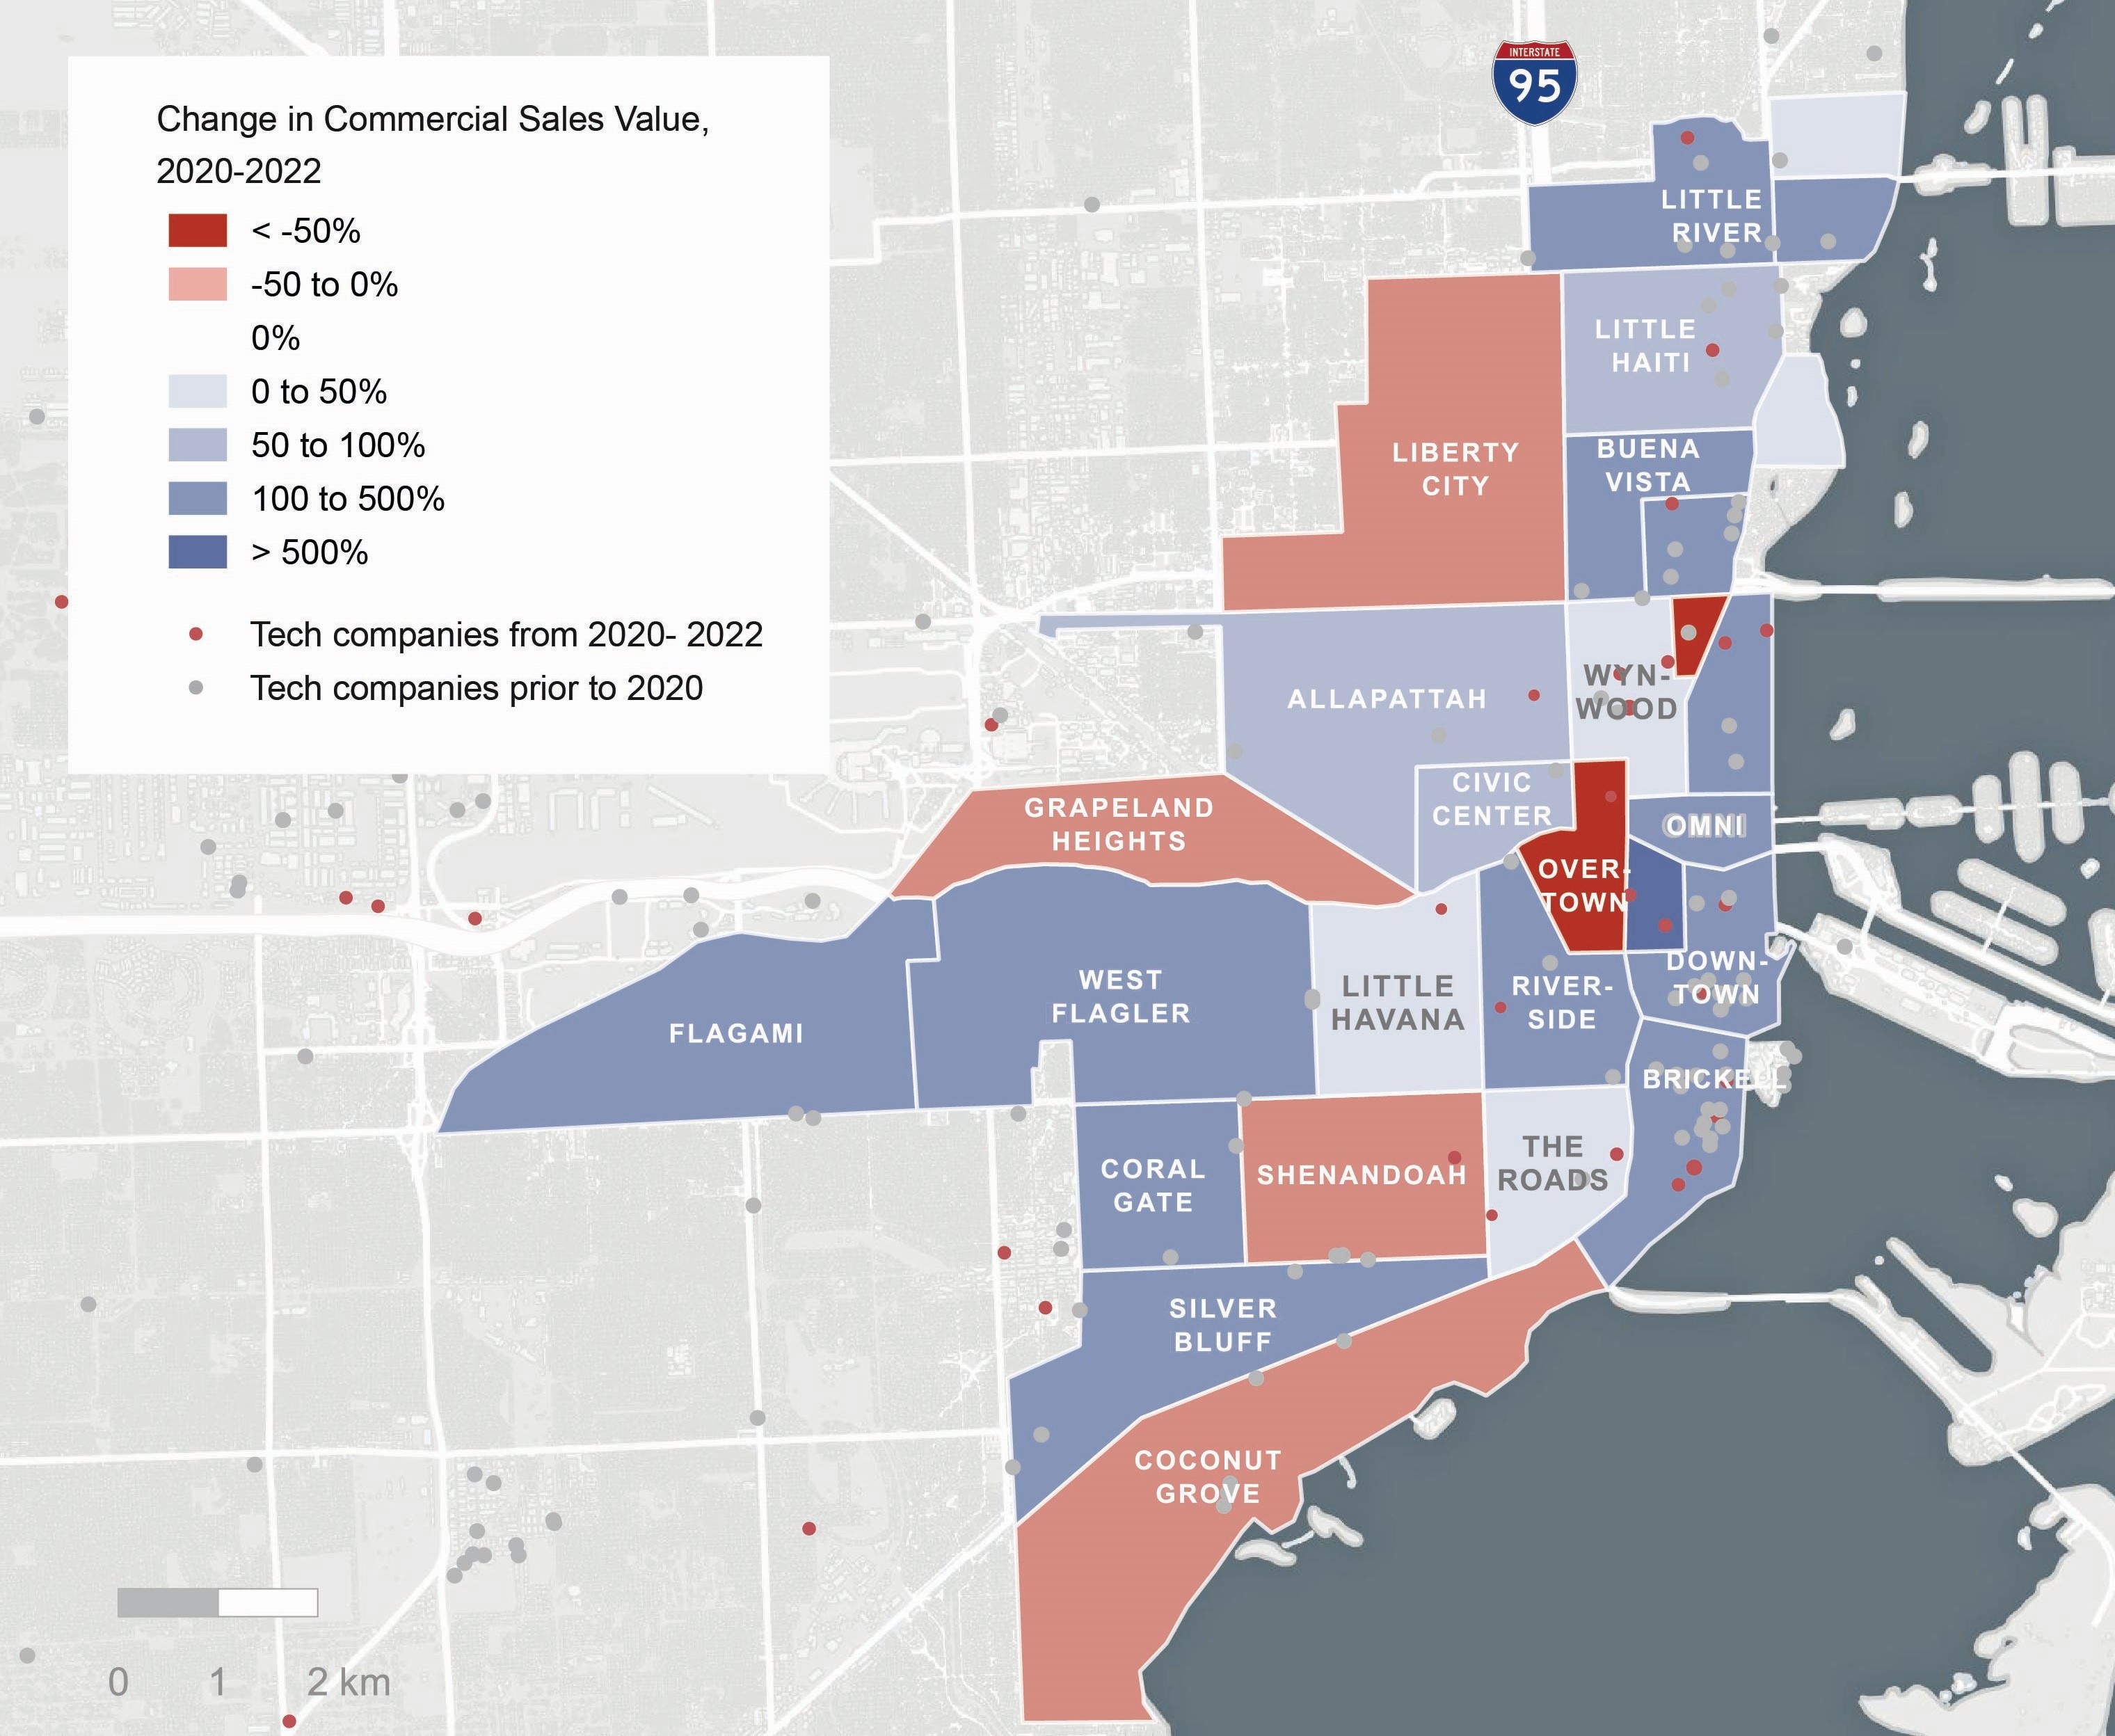 Change in Commercial Sales Value,
2020-2022
< -50%
-50 to 0%
0%
0 to 50%
50 to 100%
100 to 500%
> 500%
Tech companies from 2020- 2022
Tech companies prior to 2020
INTERSTATE
95
LITTLE
RIVER
LITTLE
HAITI
LIBERTY
CITY
BUENA
VISTA
ALLAPATTAH
WYN-
WOOD
CIVIC
CENTER
GRAPELAND
HEIGHTS
OMNI
OVER-
TOWN
DOWN-
TOWN
WEST
FLAGLER
LITTLE
HAVANA
RIVER-
SIDE
FLAGAMI
BRICKELL
CORAL
GATE
SHENANDOAH
THE
ROADS
SILVER
BLUFF
COCONUT
GROVE
0 1 2 km